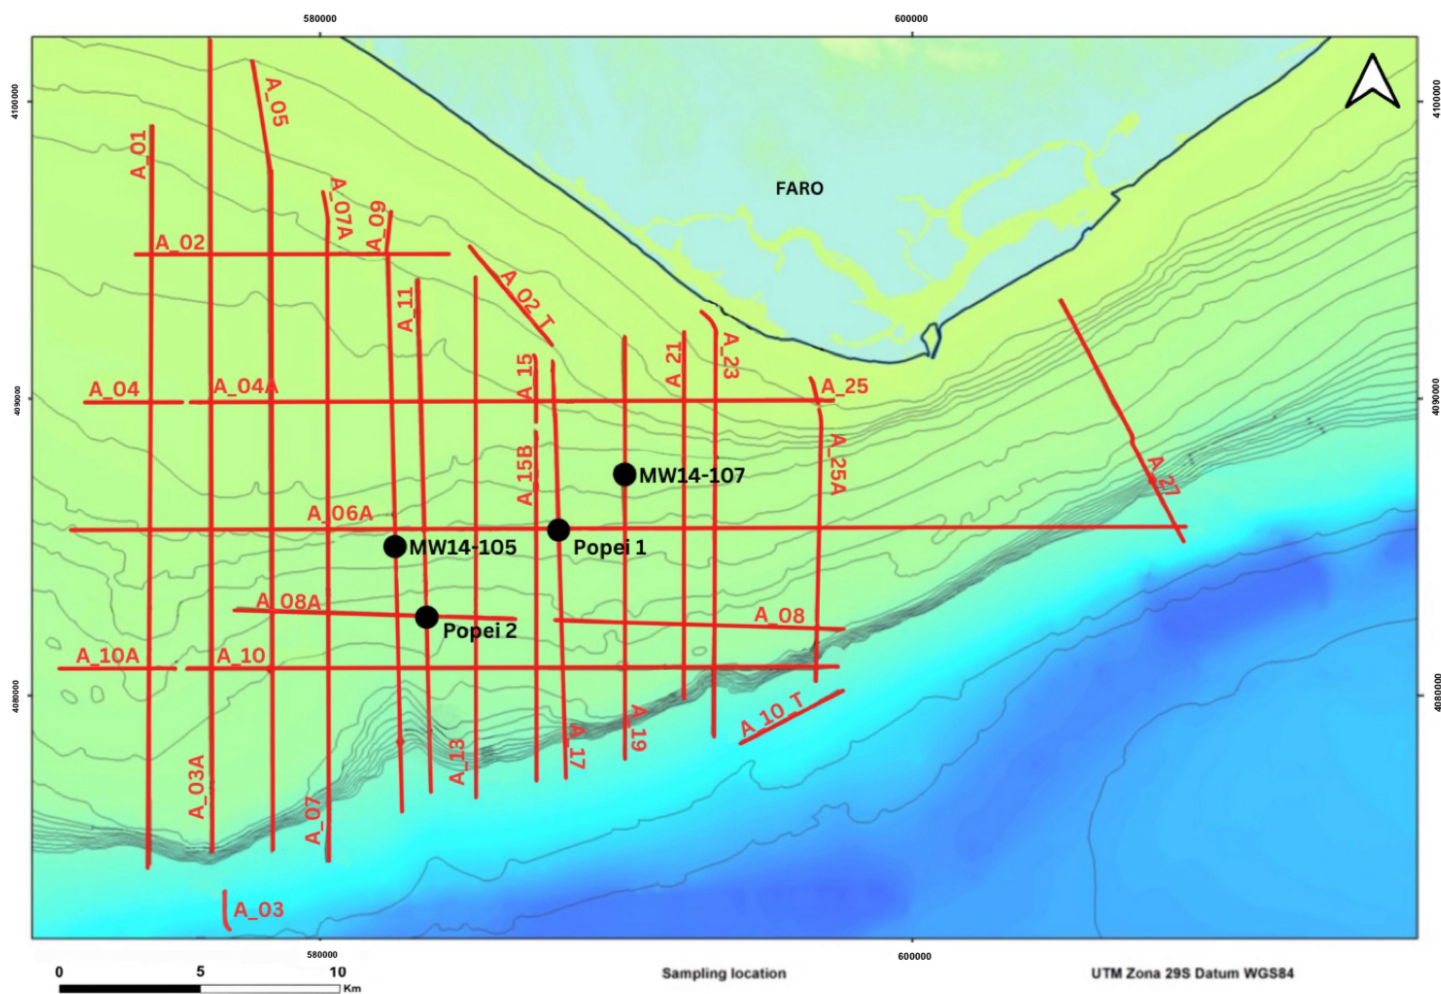 580000
600000
4100000
4100000
A_05
A_01
FARO
A_07A
A_09
A_02
A_02_T
A_11
A_21
A_23
A_15
A_04
A_04A
A_25
4090000
4090000
A_15B
A_25A
MW14-107
A_27
A_06A
MW14-105
Popei 1
A_08A
A_08
Popei 2
A_10A
A_10
4080000
4080000
A_10_T
A_19
A_17
A_13
A_03A
A_07
A_03
580000
600000
0 5 10
Km
Sampling location
UTM Zona 29S Datum WGS84